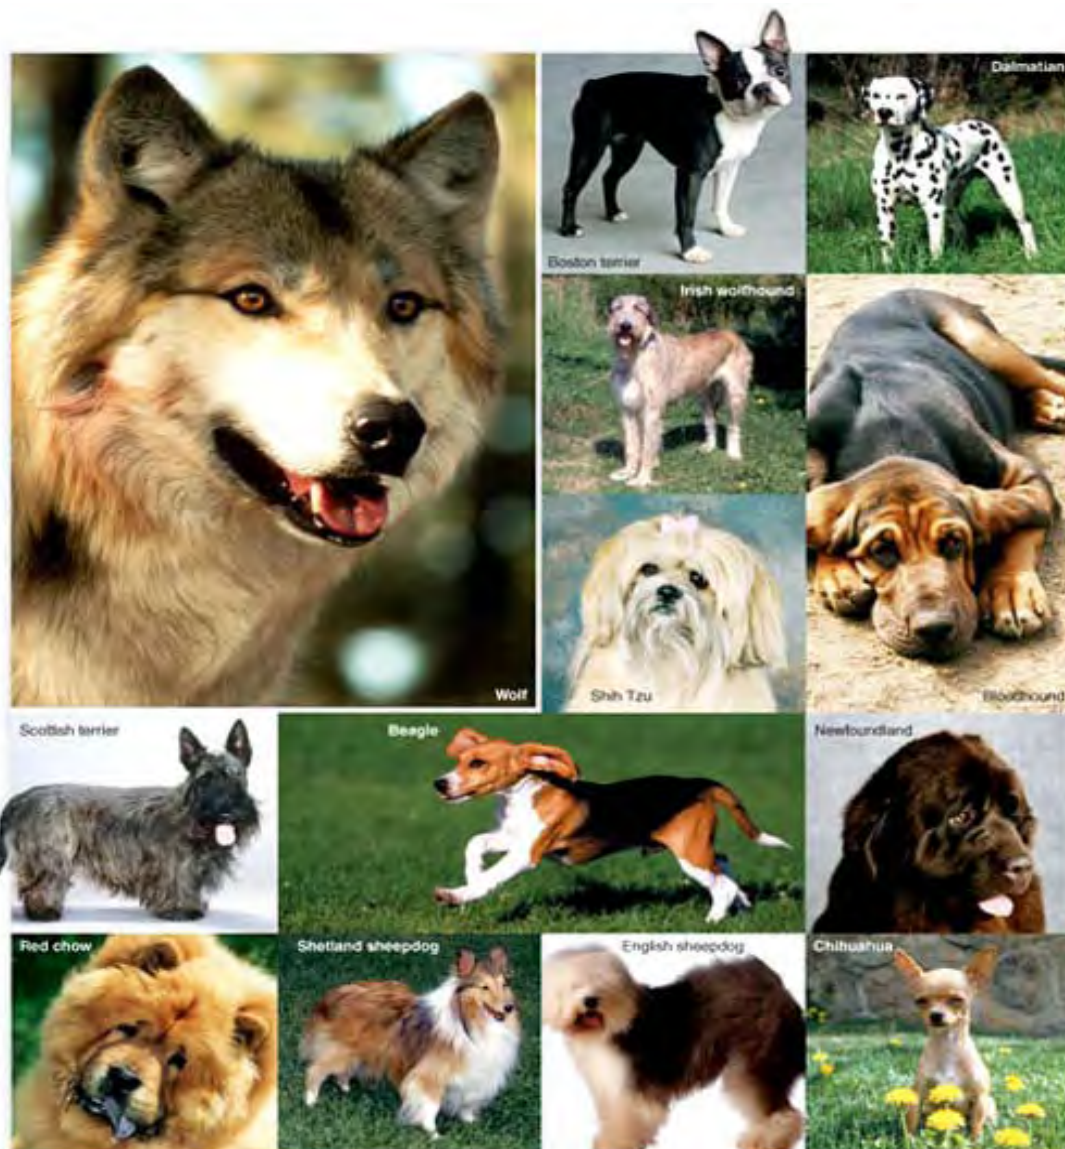 Dalmatian
Boston terrier
Irish wolfhound
Wolf
Shih Tzu
Bloodhound
Scottish terrier
Beagle
Newfoundland
Red chow
Shetland sheepdog
English sheepdog
Chihuahua